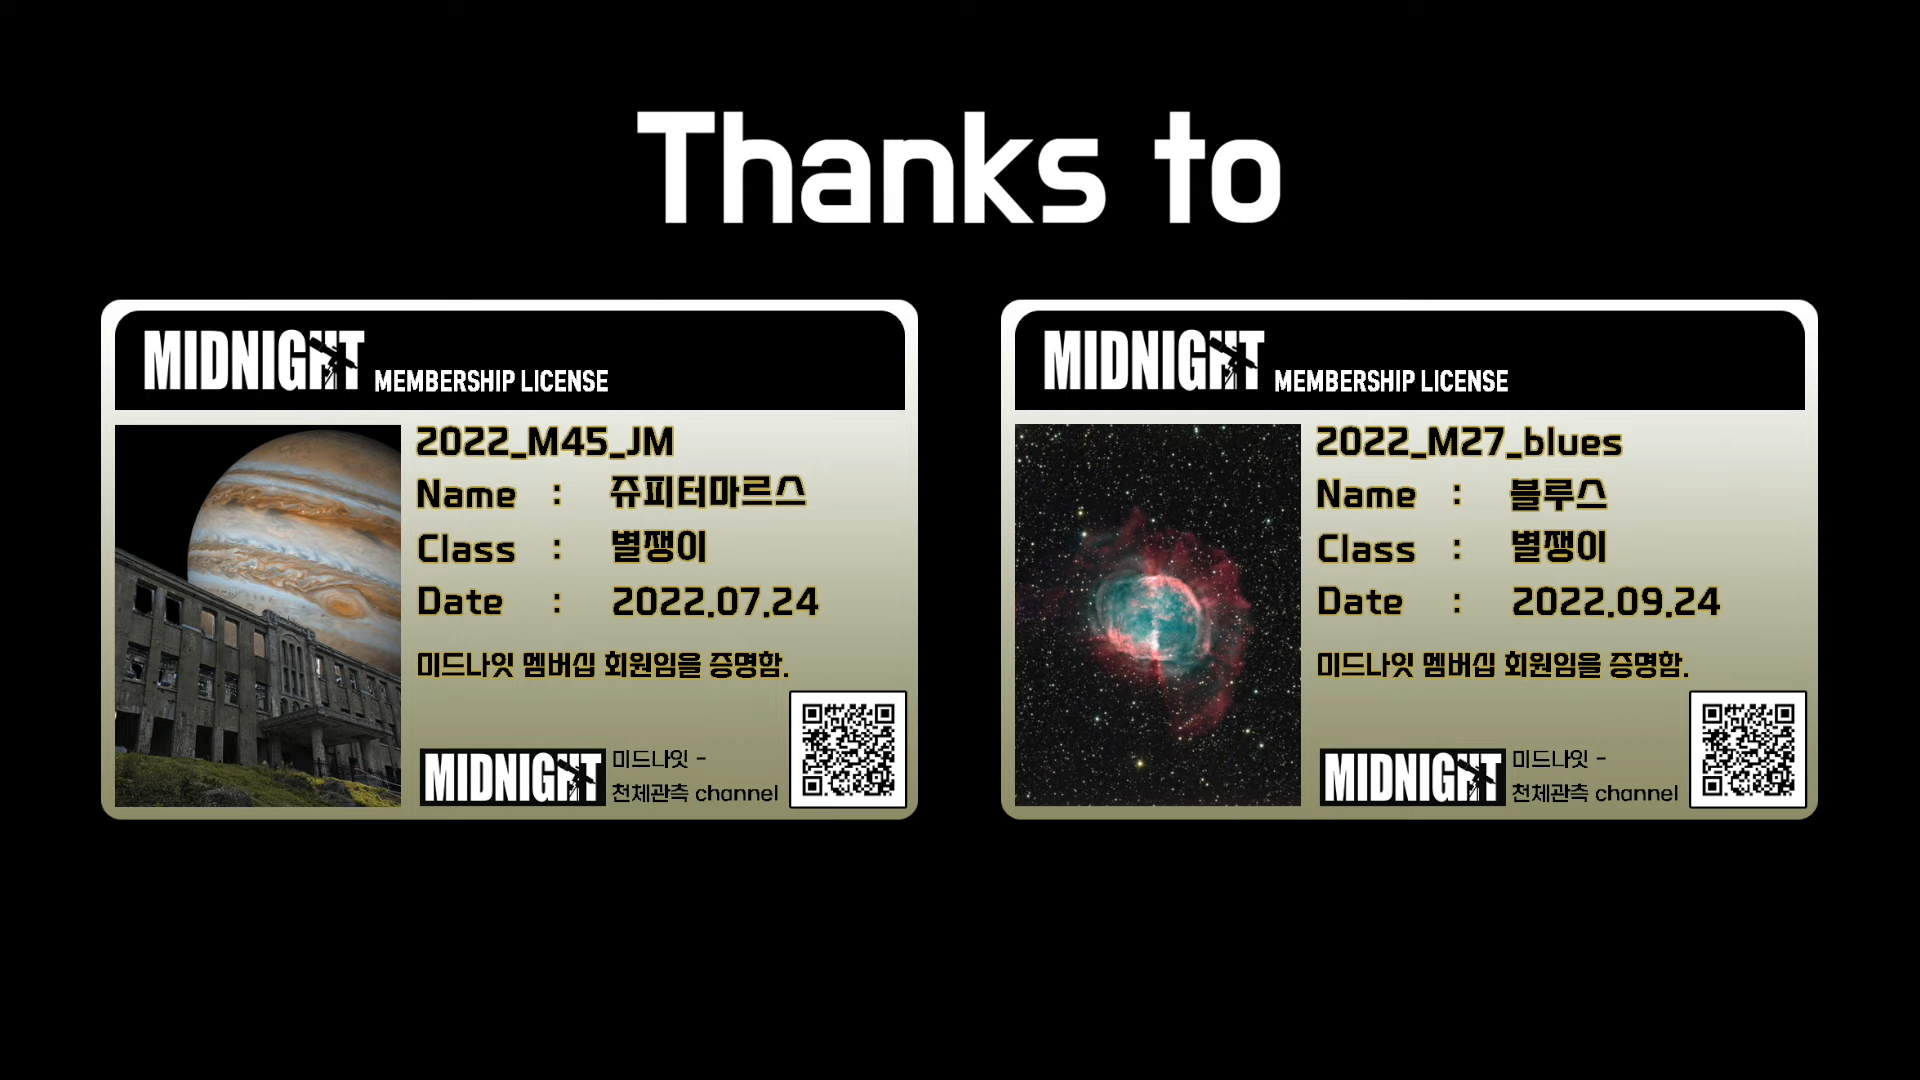 Thanks to
MIDNIGHT MEMBERSHIP LICENSE
2022_M45_JM
Name :쥬피터마르스
Class : 별쟁이
Date : 2022.07.24
미드나잇 멤버십 회원임을 증명함.
MIDNIGHT 미드나잇 -
천체관측 channel
MIDNIGHT MEMBERSHIP LICENSE
2022_M27_blues
Name : 블루스
Class : 별쟁이
Date : 2022.09.24
미드나잇 멤버십 회원임을 증명함.
MIDNIGHT 미드나잇 -
천체관측 channel